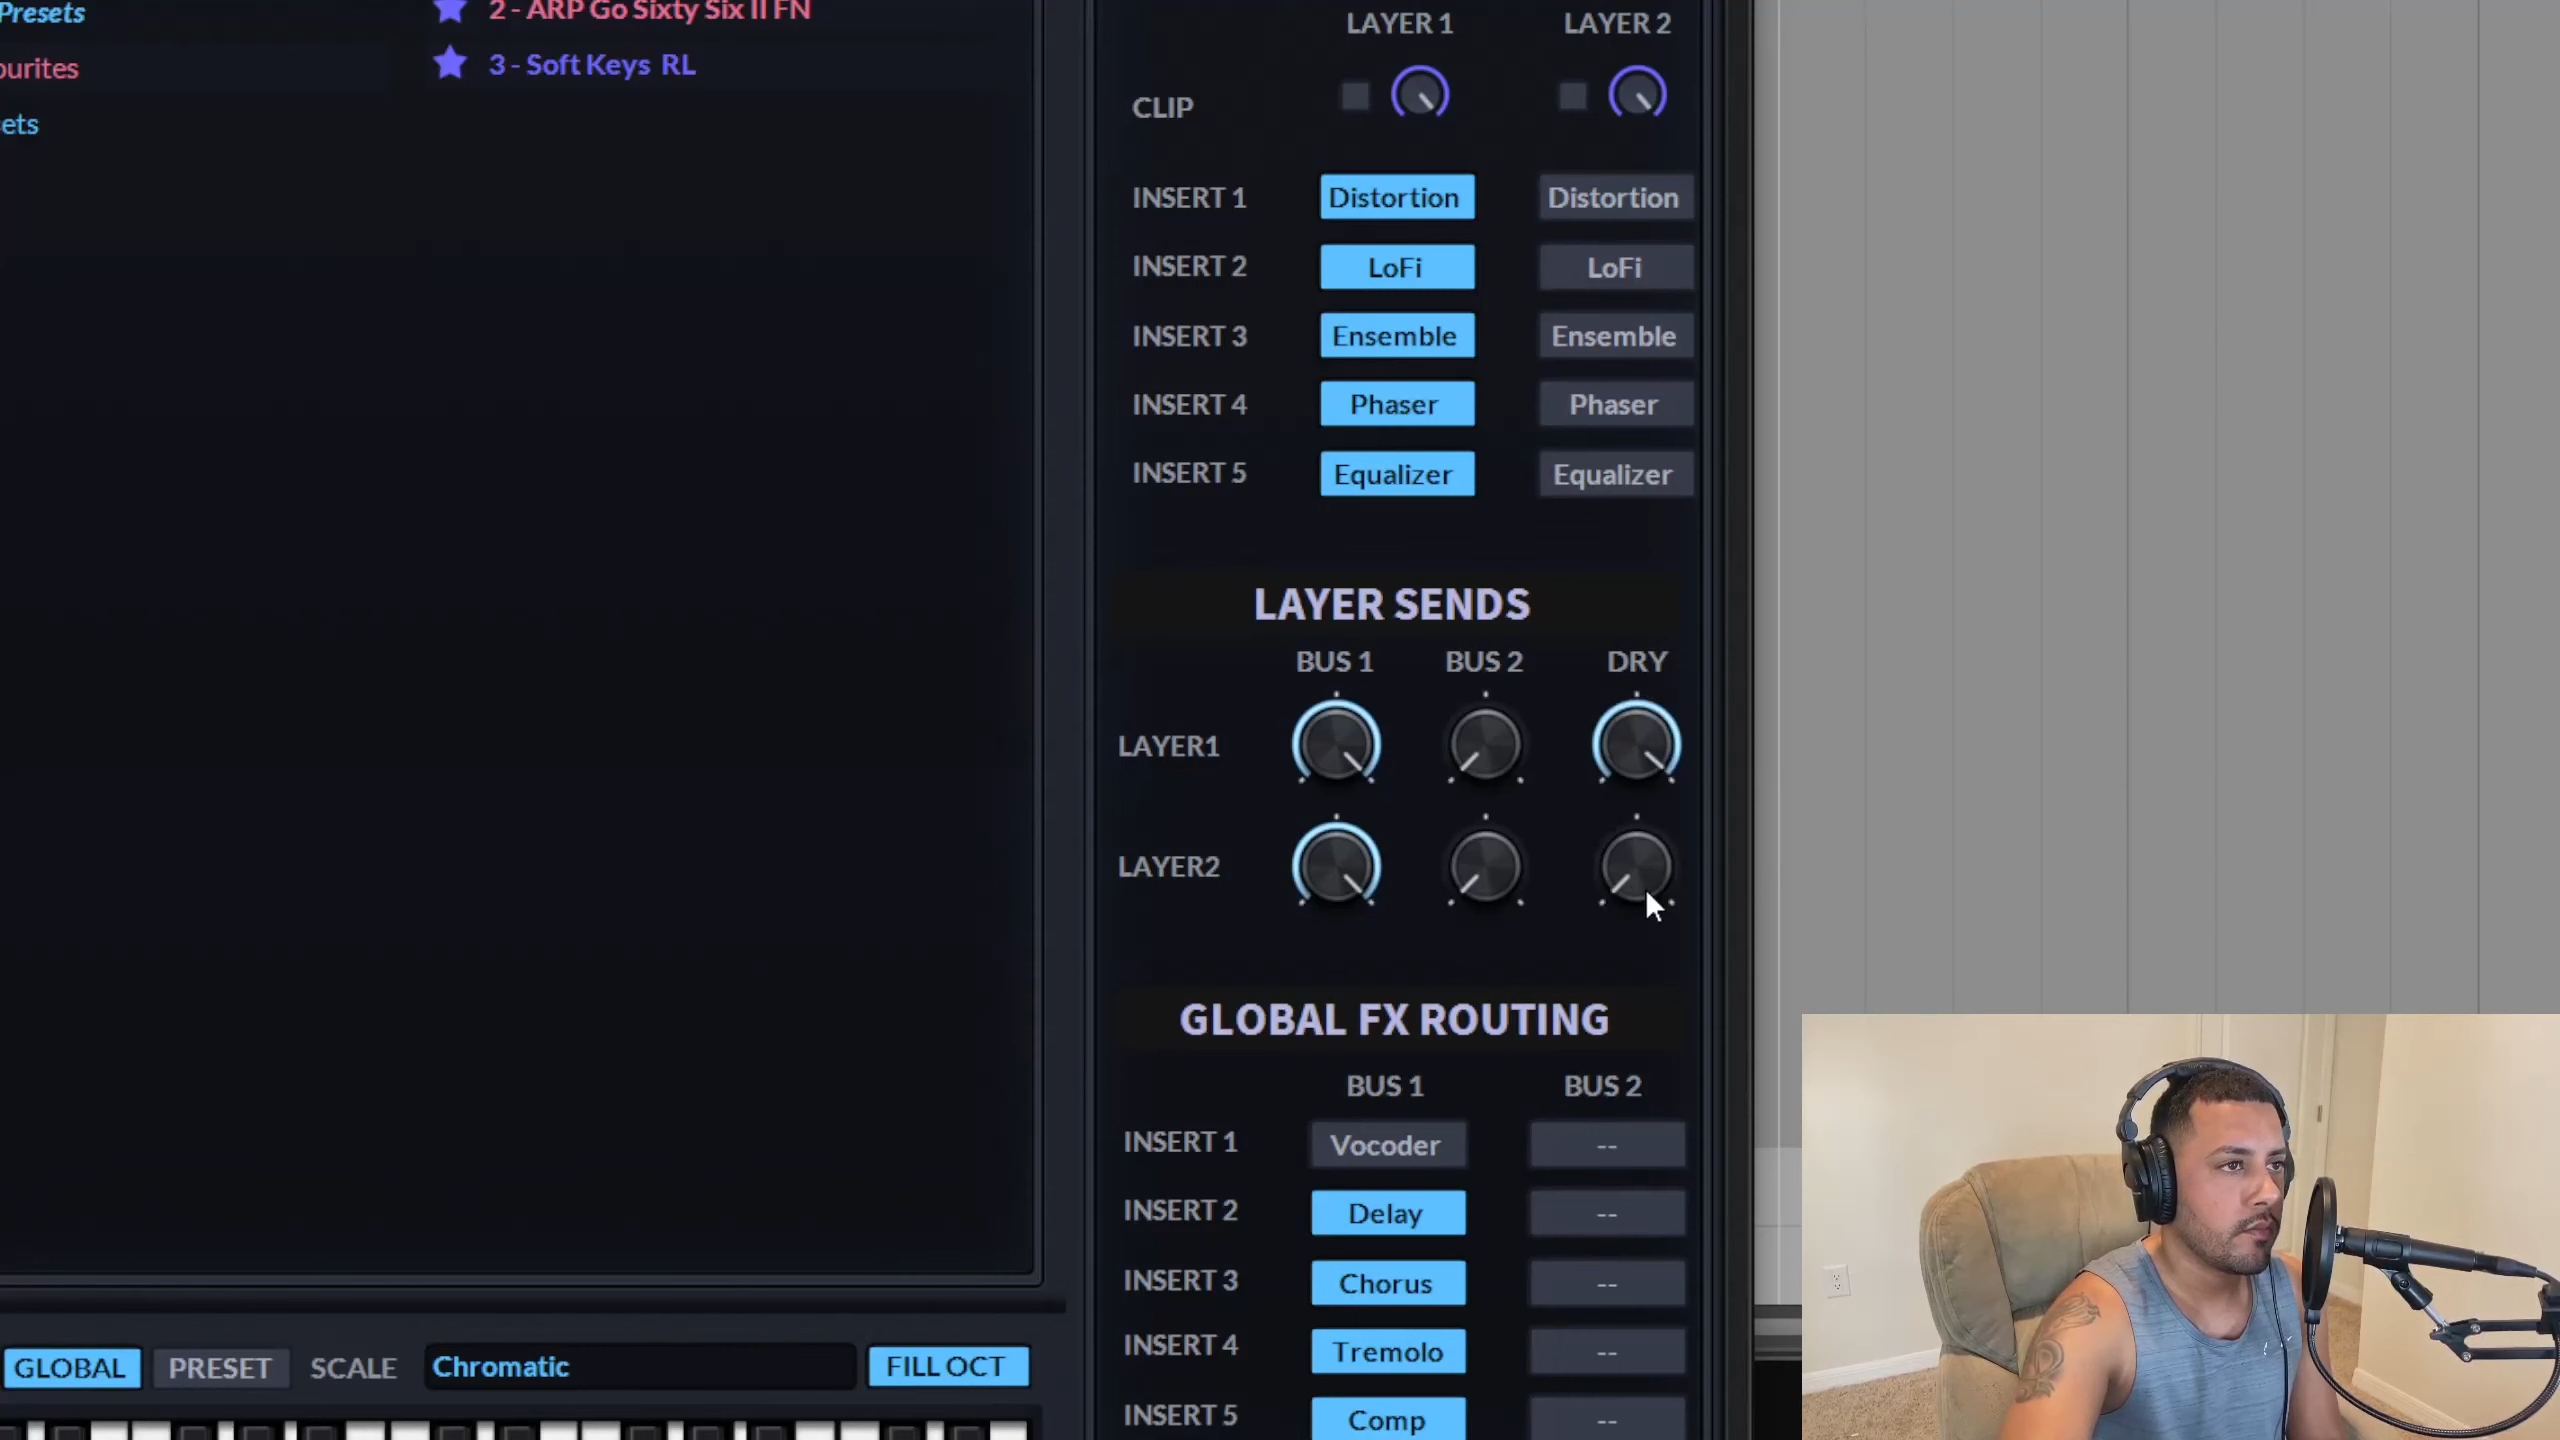 Presets
2 - ARP Go Sixty Six II FN
ourites
3 - Soft Keys RL
sets
LAYER 1 LAYER 2
CLIP
INSERT 1 Distortion Distortion
INSERT 2 LoFi LoFi
INSERT 3 Ensemble Ensemble
INSERT 4 Phaser Phaser
INSERT 5 Equalizer Equalizer
LAYER SENDS
BUS 1 BUS 2 DRY
LAYER1
LAYER2
GLOBAL FX ROUTING
BUS 1 BUS 2
INSERT 1 Vocoder --
INSERT 2 Delay --
INSERT 3 Chorus --
INSERT 4 Tremolo --
INSERT 5 Comp --
GLOBAL PRESET SCALE Chromatic FILL OCT